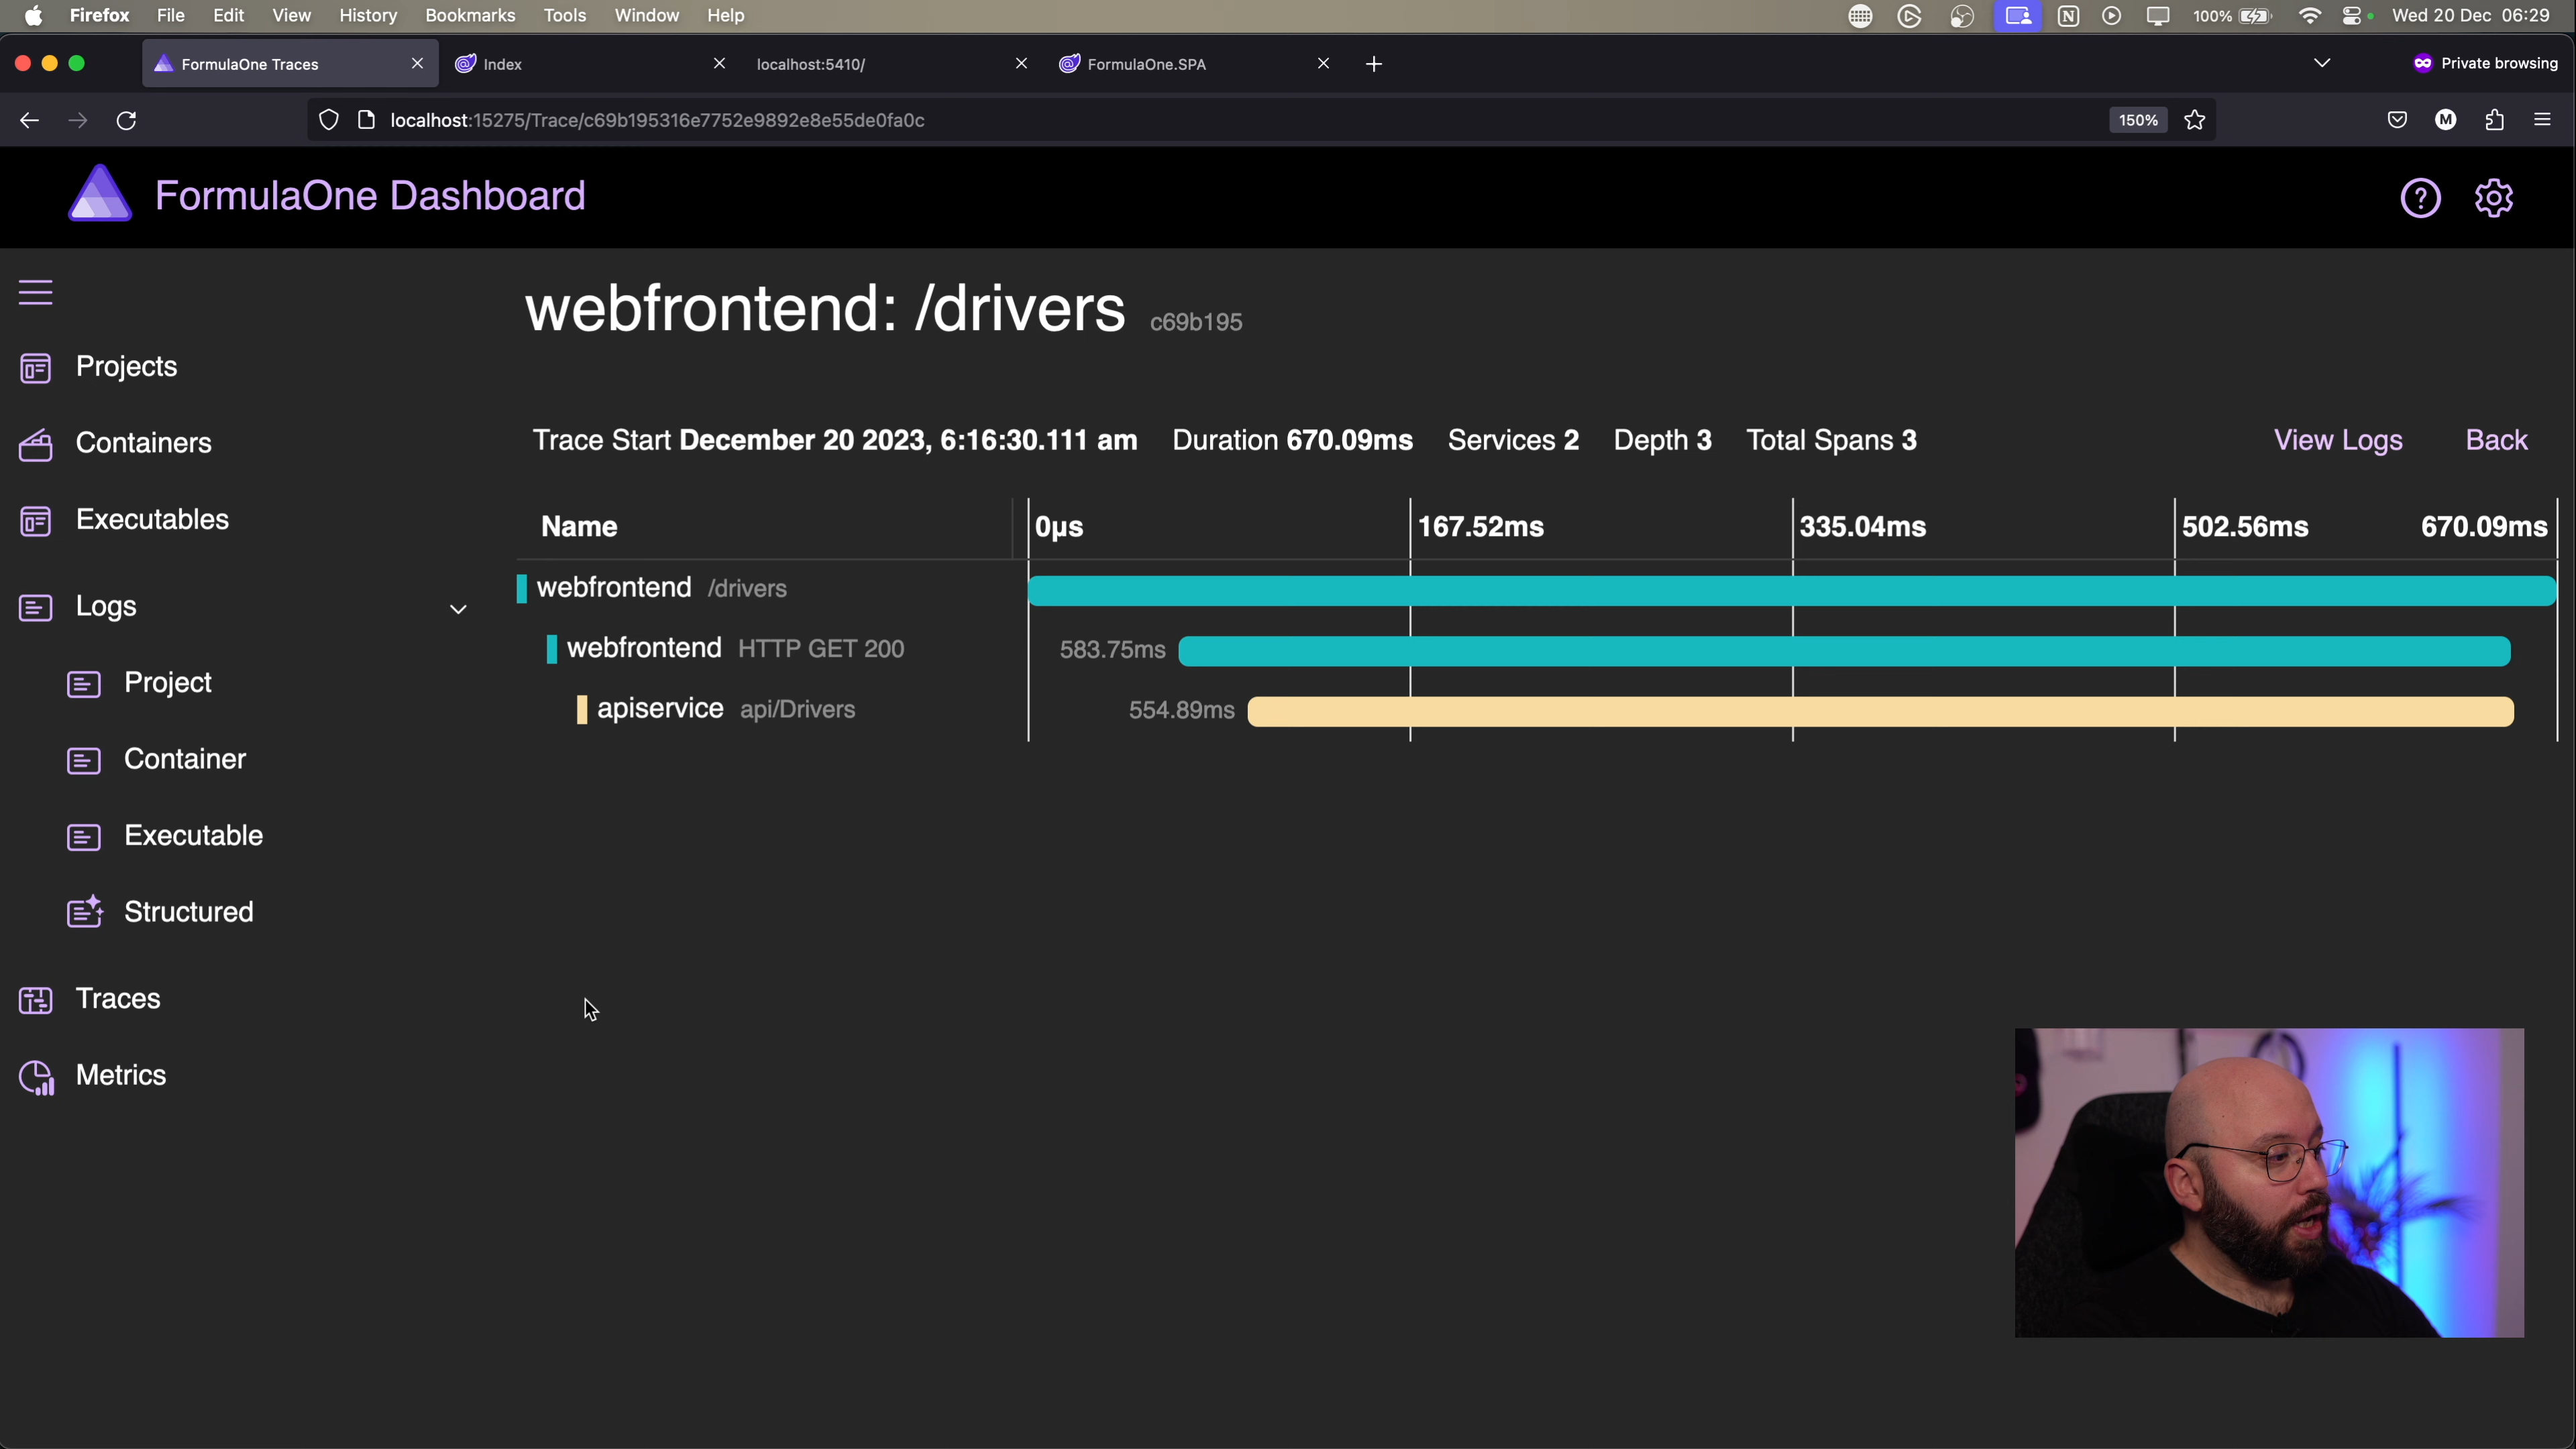 Firefox File Edit View History Bookmarks Tools Window Help 100% Wed 20 Dec 06:29
FormulaOne Traces Index localhost:5410/ FormulaOne.SPA Private browsing
localhost:15275/Trace/c69b195316e7752e9892e8e55de0fa0c 150% M
FormulaOne Dashboard
webfrontend: /drivers c69b195
Trace Start December 20 2023, 6:16:30.111 am Duration 670.09ms Services 2 Depth 3 Total Spans 3 View Logs Back
Name 0µs 167.52ms 335.04ms 502.56ms 670.09ms
webfrontend /drivers
webfrontend HTTP GET 200 583.75ms
apiservice api/Drivers 554.89ms
Projects
Containers
Executables
Logs
Project
Container
Executable
Structured
Traces
Metrics